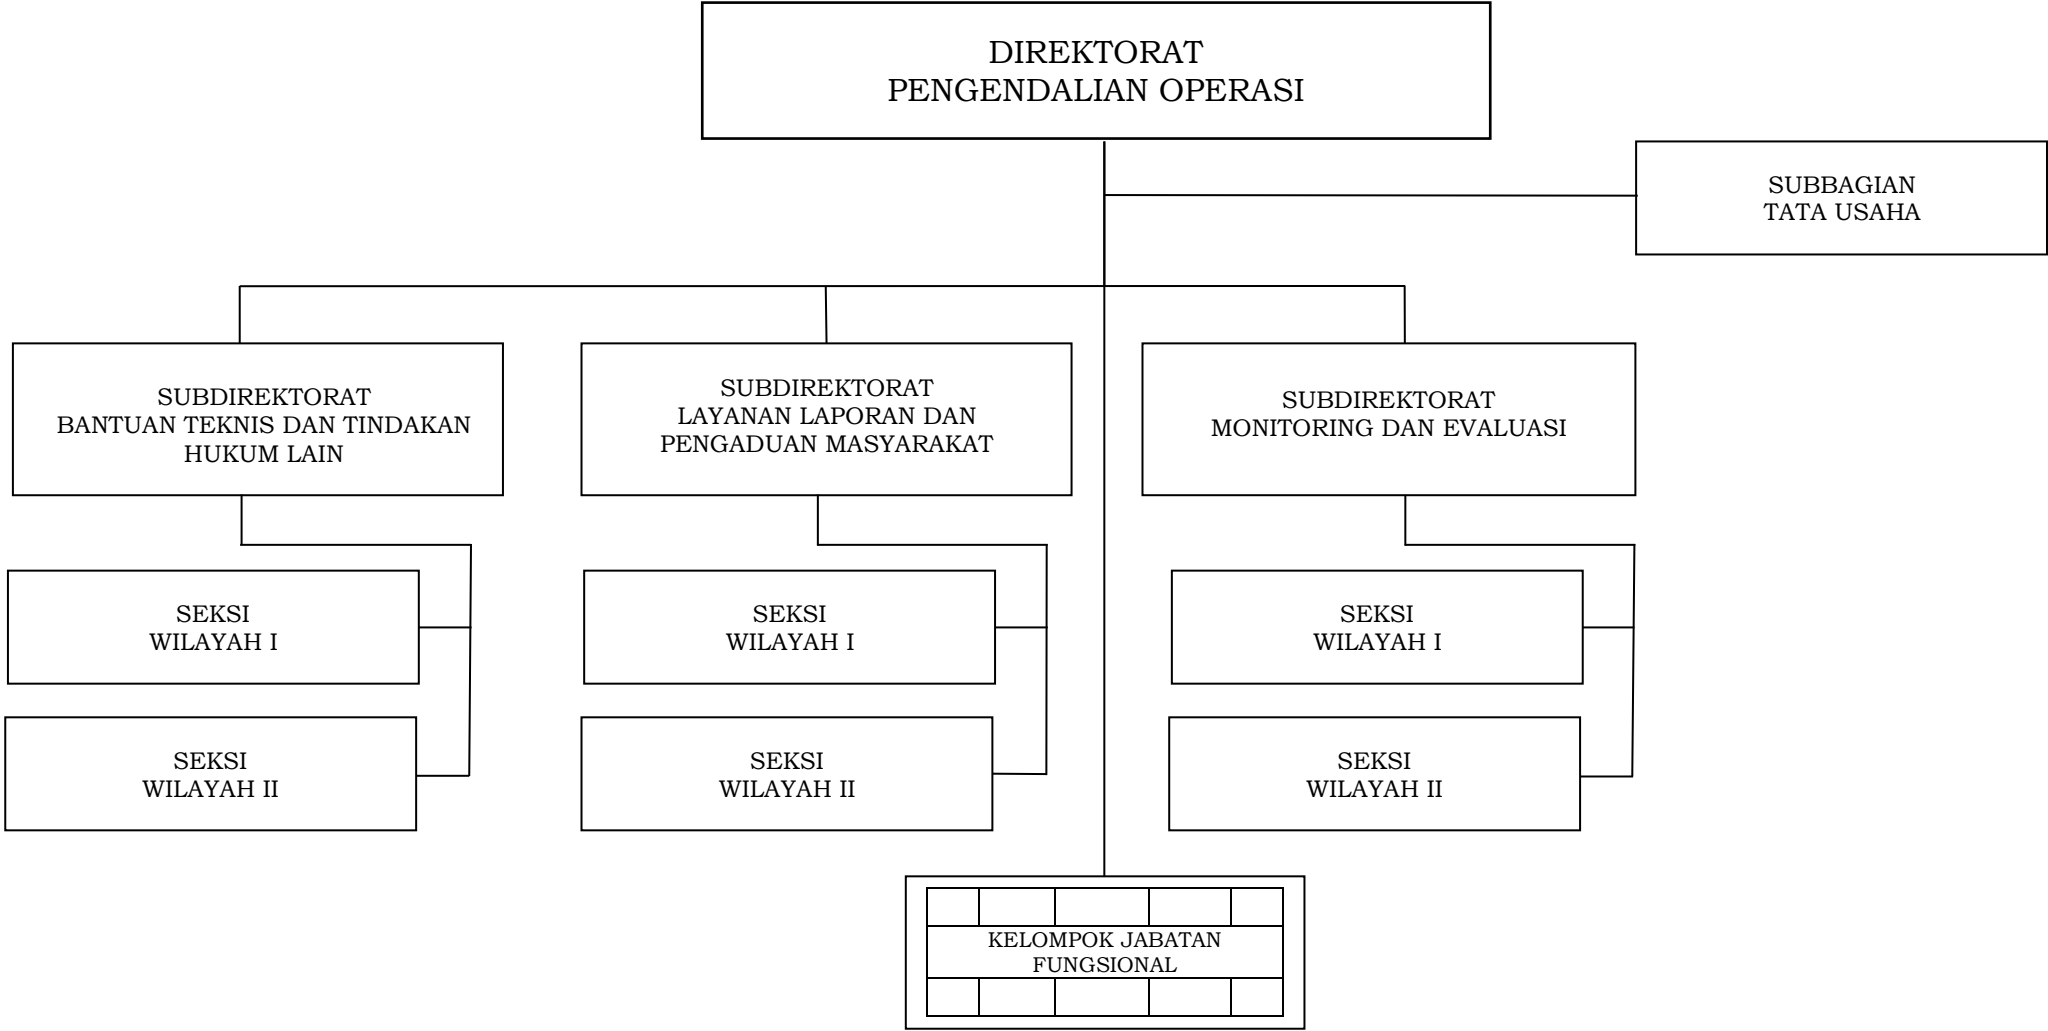 DIREKTORAT
PENGENDALIAN OPERASI
SUBBAGIAN
TATA USAHA
SUBDIREKTORAT
BANTUAN TEKNIS DAN TINDAKAN
HUKUM LAIN
SUBDIREKTORAT
LAYANAN LAPORAN DAN
PENGADUAN MASYARAKAT
SUBDIREKTORAT
MONITORING DAN EVALUASI
SEKSI
WILAYAH I
SEKSI
WILAYAH I
SEKSI
WILAYAH I
SEKSI
WILAYAH II
SEKSI
WILAYAH II
SEKSI
WILAYAH II
KELOMPOK JABATAN
FUNGSIONAL